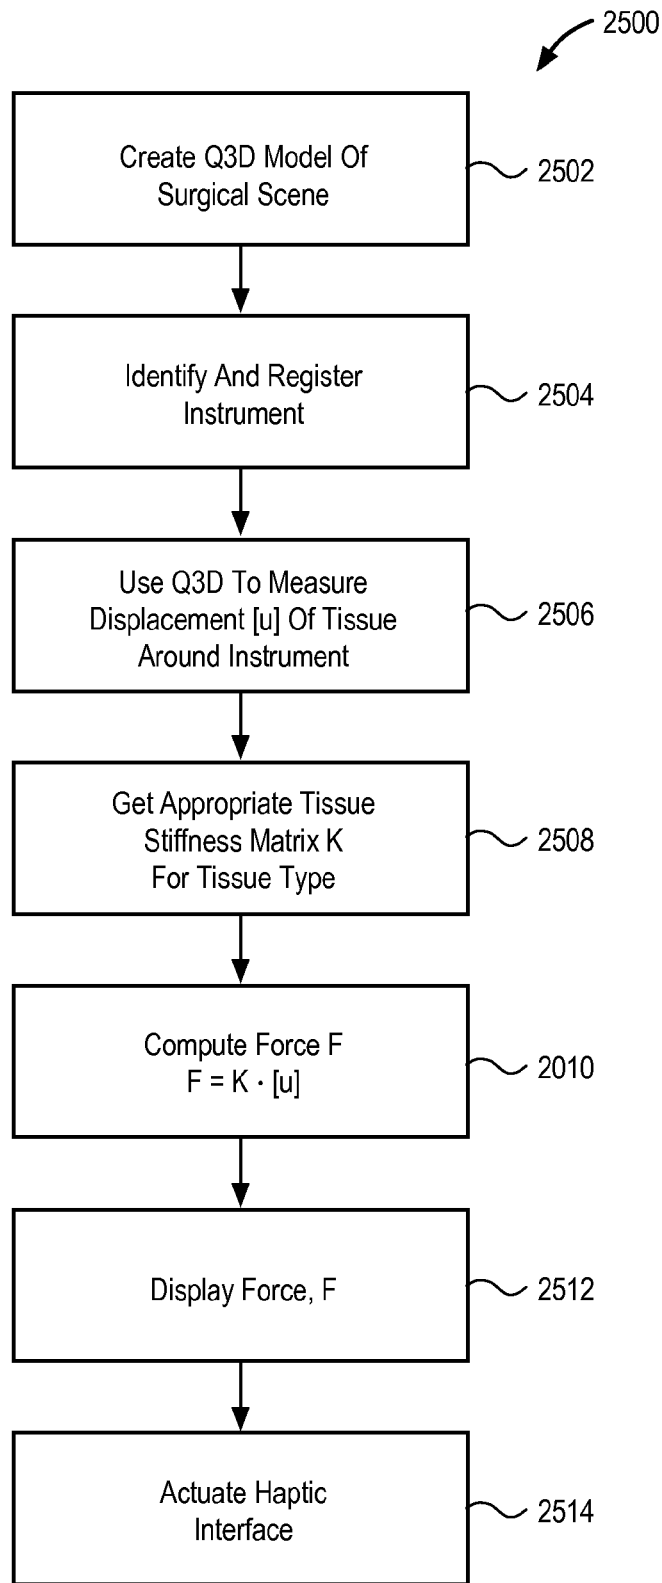 2500
Create Q3D Model Of
Surgical Scene
2502
Identify And Register
Instrument
2504
Use Q3D To Measure
Displacement [u] Of Tissue
Around Instrument
2506
Get Appropriate Tissue
Stiffness Matrix K
For Tissue Type
2508
Compute Force F
F = K · [u]
2010
Display Force, F
2512
Actuate Haptic
Interface
2514